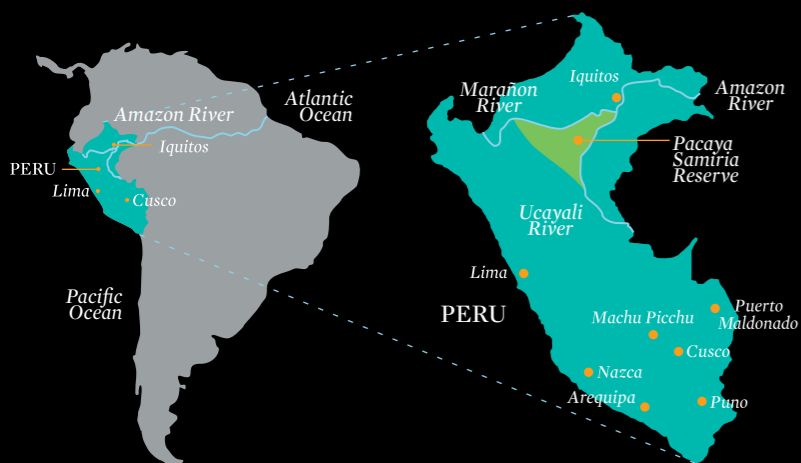 Amazon River
Atlantic
Ocean
Iquitos
PERU
Lima
Cusco
Pacific
Ocean
Iquitos
Marañon
River
Amazon
River
Pacaya
Samiria
Reserve
Ucayali
River
Lima
PERU
Puerto
Maldonado
Machu Picchu
Cusco
Nazca
Arequipa
Puno